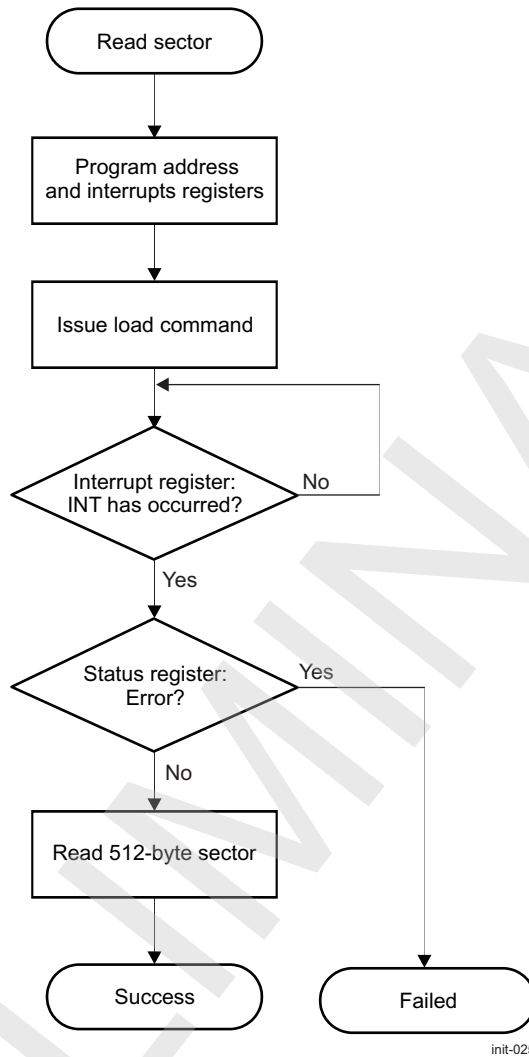 Read sector
Program address
and interrupts registers
Issue load command
Interrupt register:
INT has occurred?
No
Yes
Status register:
Error?
Yes
No
Read 512-byte sector
Success
Failed